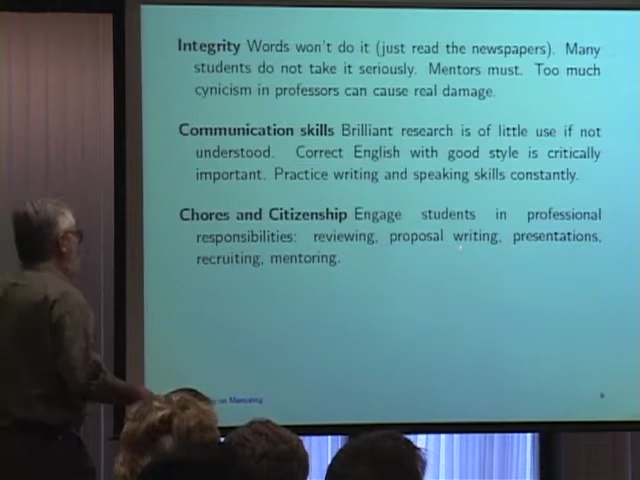 Integrity Words won't do it (just read the newspapers). Many
students do not take it seriously. Mentors must. Too much
cynicism in professors can cause real damage.
Communication skills Brilliant research is of little use if not
understood. Correct English with good style is critically
important. Practice writing and speaking skills constantly.
Chores and Citizenship Engage students in professional
responsibilities: reviewing, proposal writing, presentations,
recruiting, mentoring.
on Mentoring 9